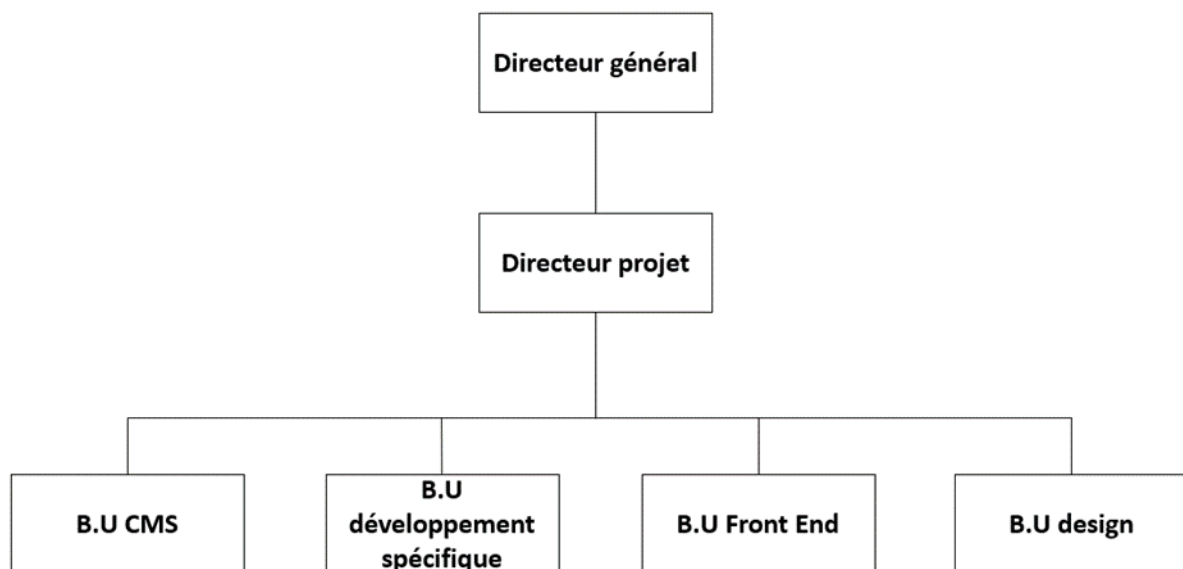 Directeur général
Directeur projet
B.U CMS
B.U
développement
spécifique
B.U Front End
B.U design